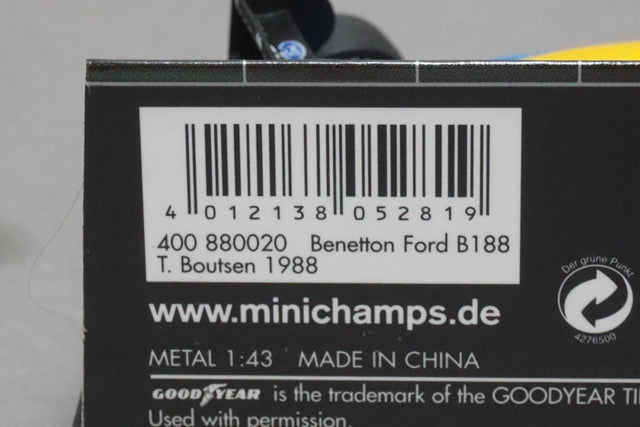 4 012138 052819
400 880020 Benetton Ford B188
T. Boutsen 1988
www.minichamps.de
Der grüne Punkt
4276500
METAL 1:43 MADE IN CHINA
GOODYEAR is the trademark of the GOODYEAR TI
Used with permission.